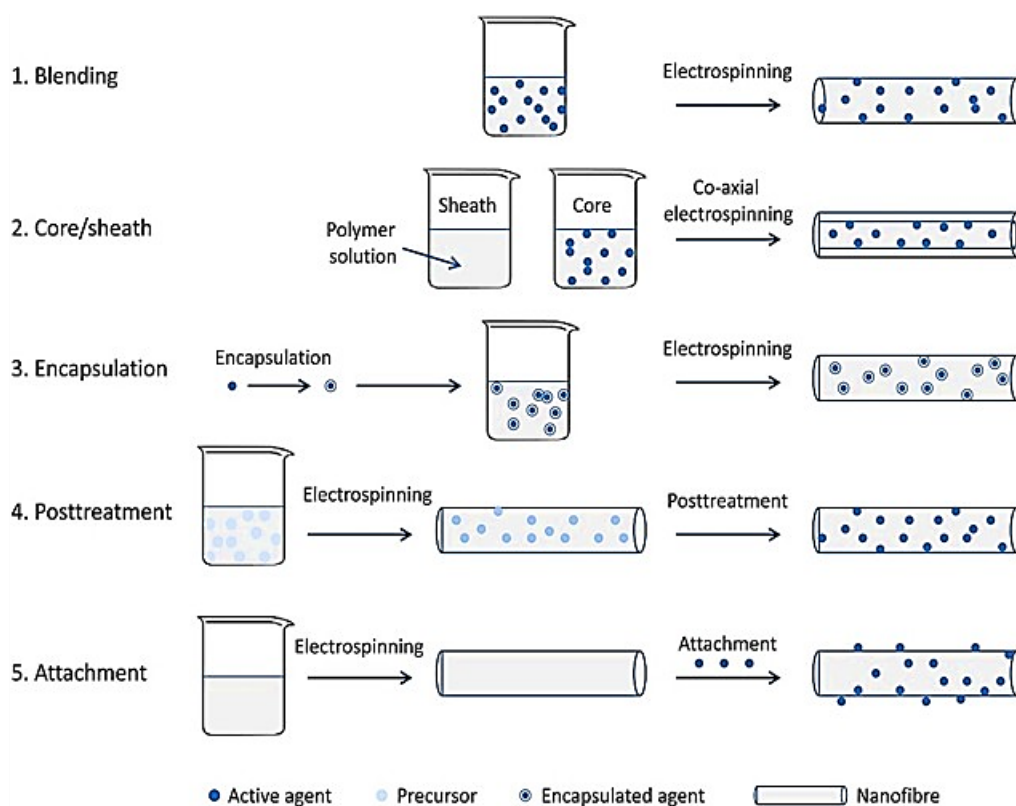 1. Blending
Electrospinning
2. Core/sheath
Polymer
solution
Sheath
Core
Co-axial
electrospinning
3. Encapsulation
Encapsulation
Electrospinning
4. Posttreatment
Electrospinning
Posttreatment
5. Attachment
Electrospinning
Attachment
Active agent
Precursor
Encapsulated agent
Nanofibre